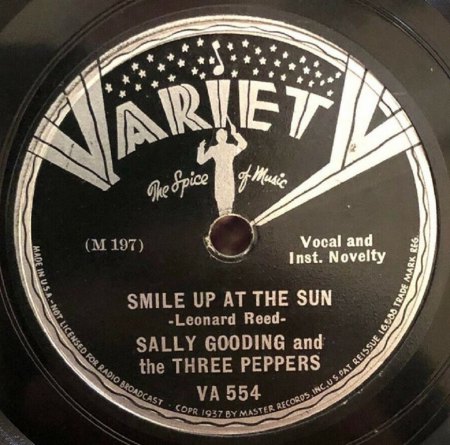 VARIETY
The Spice of Music
(M 197)
Vocal and
Inst. Novelty
SMILE UP AT THE SUN
-Leonard Reed-
SALLY GOODING and
the THREE PEPPERS
VA 554
MADE IN U.S.A. - NOT LICENSED FOR RADIO BROADCAST - COPR. 1937 BY MASTER RECORDS, INC., U.S. PAT. REISSUE 16588 TRADE MARK REG.